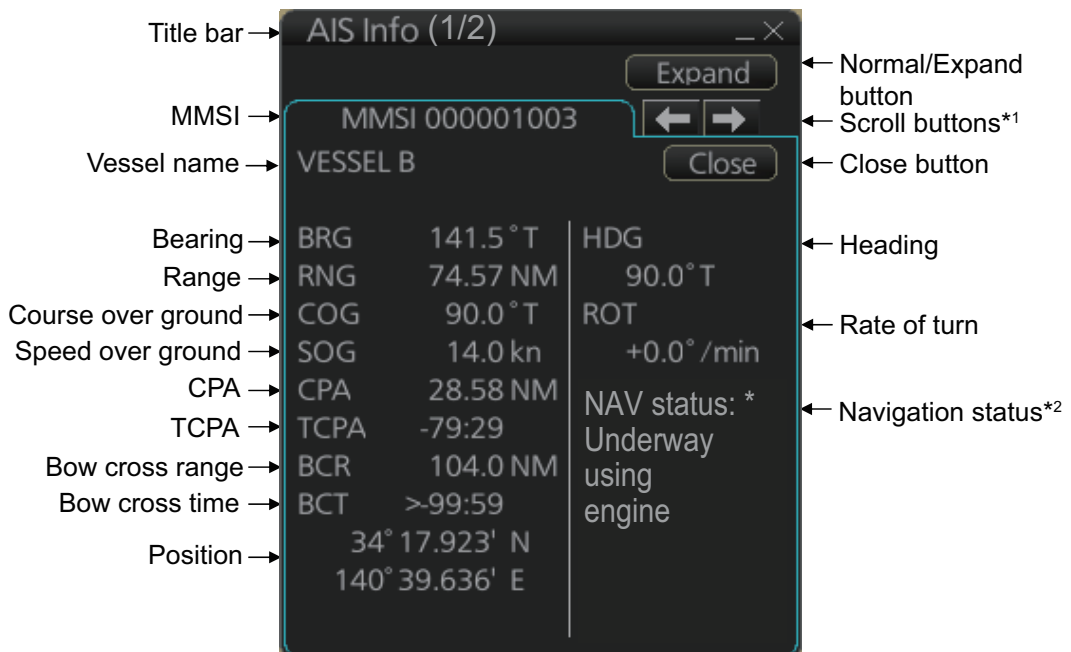 Title bar
AIS Info (1/2)
Expand
Normal/Expand
button
MMSI
MMSI 000001003
Scroll buttons*1
Vessel name
VESSEL B
Close
Close button
Bearing
BRG 141.5°T
HDG
Heading
Range
RNG 74.57 NM
90.0°T
Course over ground
COG 90.0°T
ROT
Rate of turn
Speed over ground
SOG 14.0 kn
+0.0°/min
CPA
CPA 28.58 NM
NAV status: *
Navigation status*2
TCPA
TCPA -79:29
Underway
Bow cross range
BCR 104.0 NM
using
Bow cross time
BCT >-99:59
engine
Position
34°17.923' N
140°39.636' E